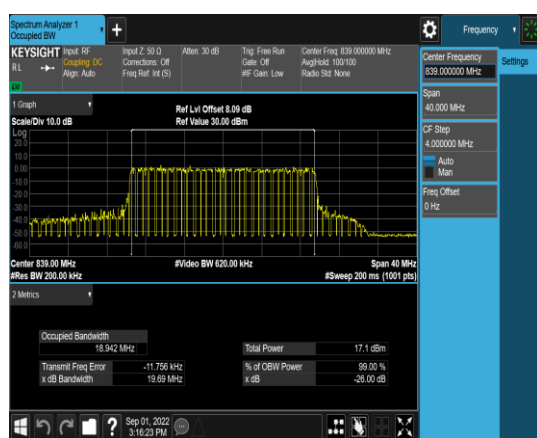 Spectrum Analyzer 1
Occupied BW
+
Frequency
KEYSIGHT
Input: RF
Input Z: 50 Ω
Atten: 30 dB
Trig: Free Run
Center Freq: 839.000000 MHz
RL
Coupling: DC
Corrections: Off
Gate: Off
Avg|Hold: 100/100
Align: Auto
Freq Ref: Int (S)
#IF Gain: Low
Radio Std: None
Center Frequency
839.000000 MHz
Settings
Span
40.000 MHz
CF Step
4.000000 MHz
Auto
Man
Freq Offset
0 Hz
1 Graph
Scale/Div 10.0 dB
Ref Lvl Offset 8.09 dB
Ref Value 30.00 dBm
Log
20.0
10.0
0.00
-10.0
-20.0
-30.0
-40.0
-50.0
-60.0
Center 839.00 MHz
#Video BW 620.00 kHz
Span 40 MHz
#Res BW 200.00 kHz
#Sweep 200 ms (1001 pts)
2 Metrics
Occupied Bandwidth
18.942 MHz
Total Power
17.1 dBm
Transmit Freq Error
-11.756 kHz
% of OBW Power
99.00 %
x dB Bandwidth
19.69 MHz
x dB
-26.00 dB
?
Sep 01, 2022
3:16:23 PM